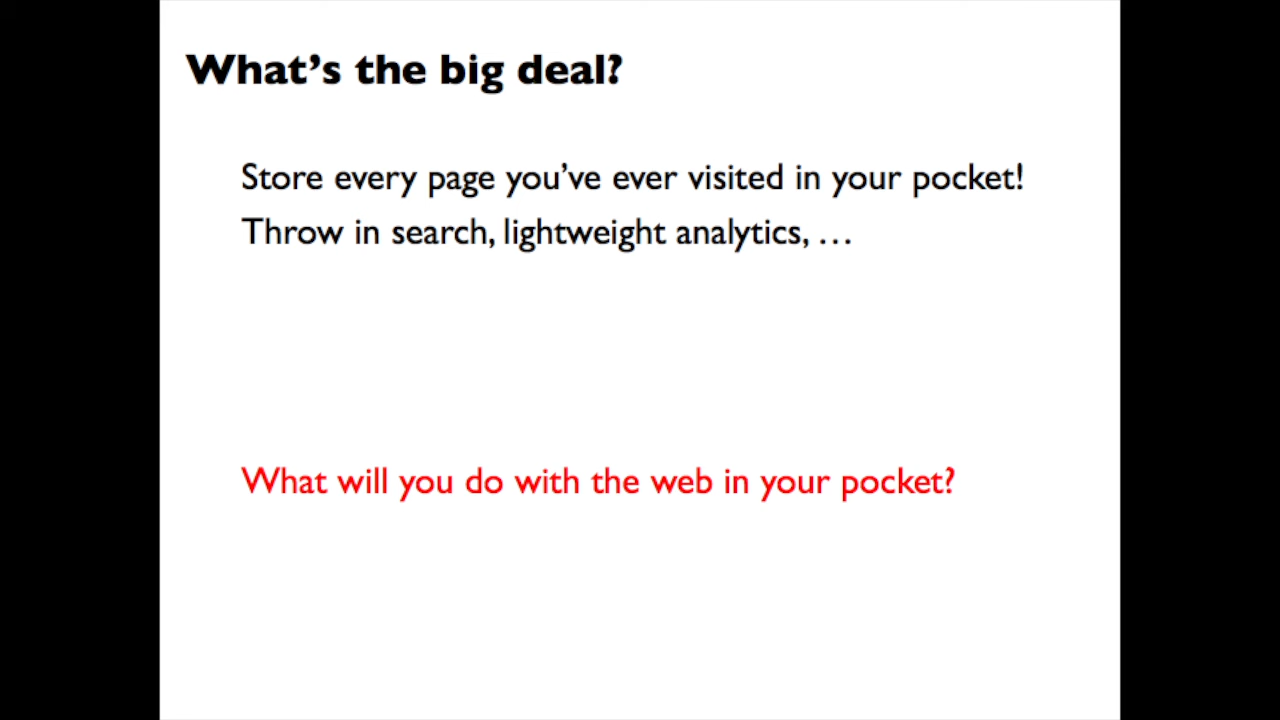 What’s the big deal?
Store every page you’ve ever visited in your pocket!
Throw in search, lightweight analytics, …
What will you do with the web in your pocket?